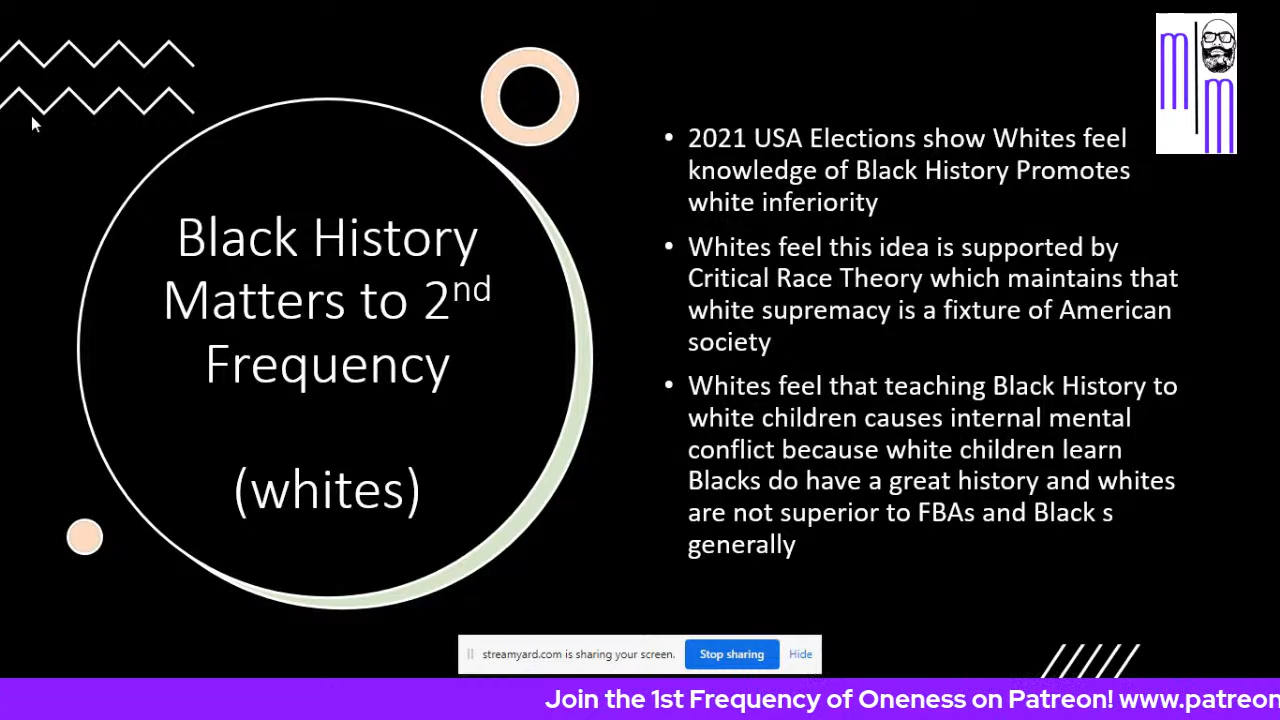 Black History
Matters to 2nd
Frequency
(whites)
• 2021 USA Elections show Whites feel
knowledge of Black History Promotes
white inferiority
• Whites feel this idea is supported by
Critical Race Theory which maintains that
white supremacy is a fixture of American
society
• Whites feel that teaching Black History to
white children causes internal mental
conflict because white children learn
Blacks do have a great history and whites
are not superior to FBAs and Black s
generally
m
m
streamyard.com is sharing your screen. Stop sharing Hide
Join the 1st Frequency of Oneness on Patreon! www.patreon